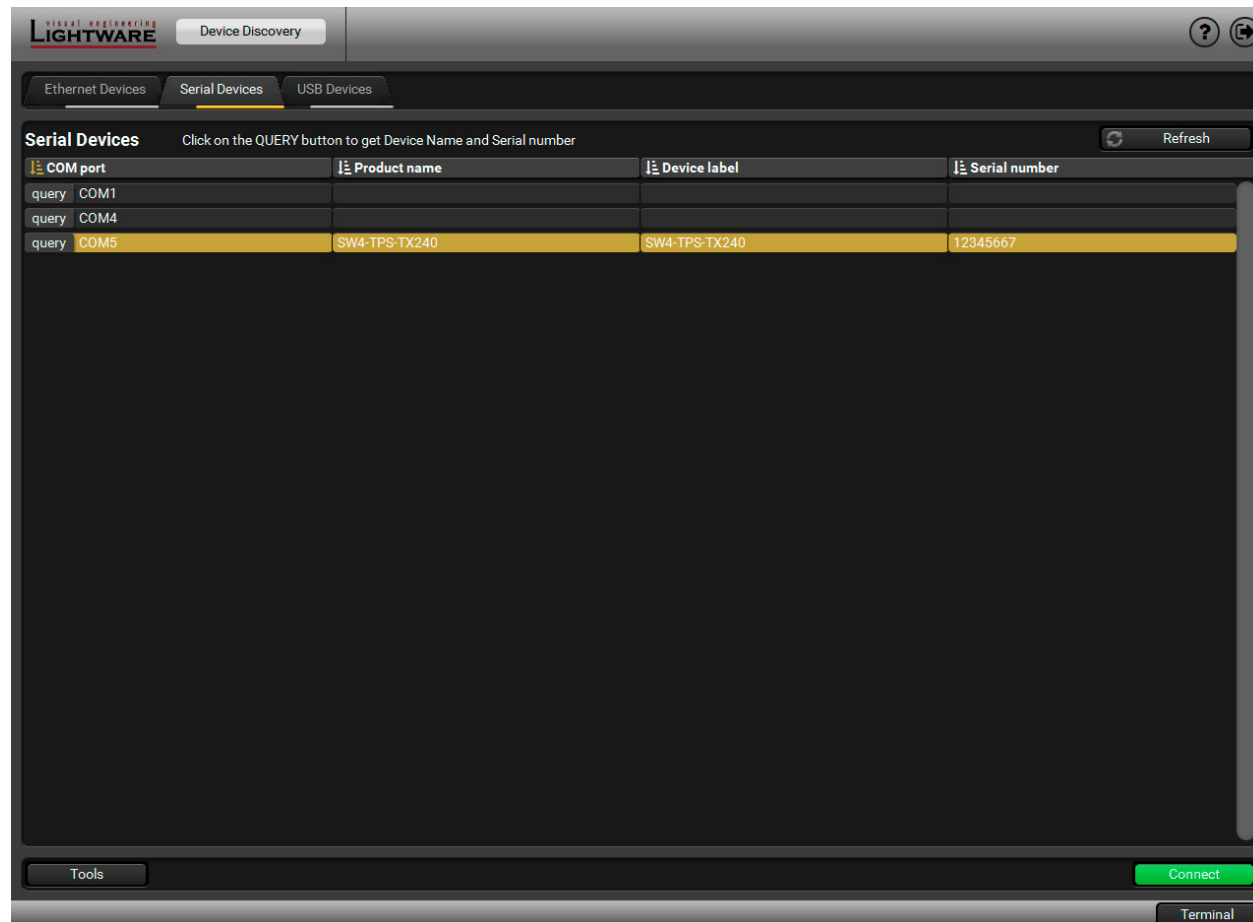 visual engineering
LIGHTWARE
Device Discovery
?
Ethernet Devices Serial Devices USB Devices
Serial Devices Click on the QUERY button to get Device Name and Serial number Refresh
COM port Product name Device label Serial number
query COM1
query COM4
query COM5 SW4-TPS-TX240 SW4-TPS-TX240 12345667
Tools Connect
Terminal